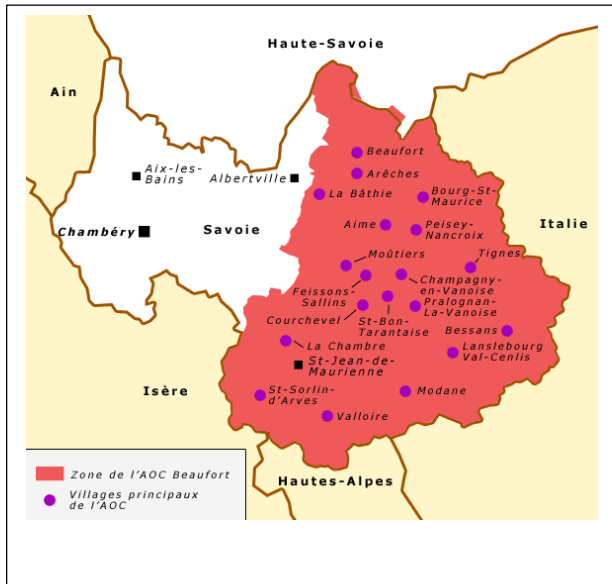 Haute-Savoie
Ain
Beaufort
Aix-les-
Bains
Albertville
Arêches
La Bâthie
Bourg-St-
Maurice
Chambéry
Savoie
Aime
Peisey-
Nancroix
Italie
Moûtiers
Tignes
Feissons-
Sallins
Champagny-
en-Vanoise
Courchevel
St-Bon-
Tarantaise
Pralognan-
La-Vanoise
Bessans
La Chambre
Lanslebourg
Val-Cenlis
St-Jean-de-
Maurienne
Isère
St-Sorlin-
d'Arves
Modane
Valloire
Zone de l'AOC Beaufort
Hautes-Alpes
Villages principaux
de l'AOC